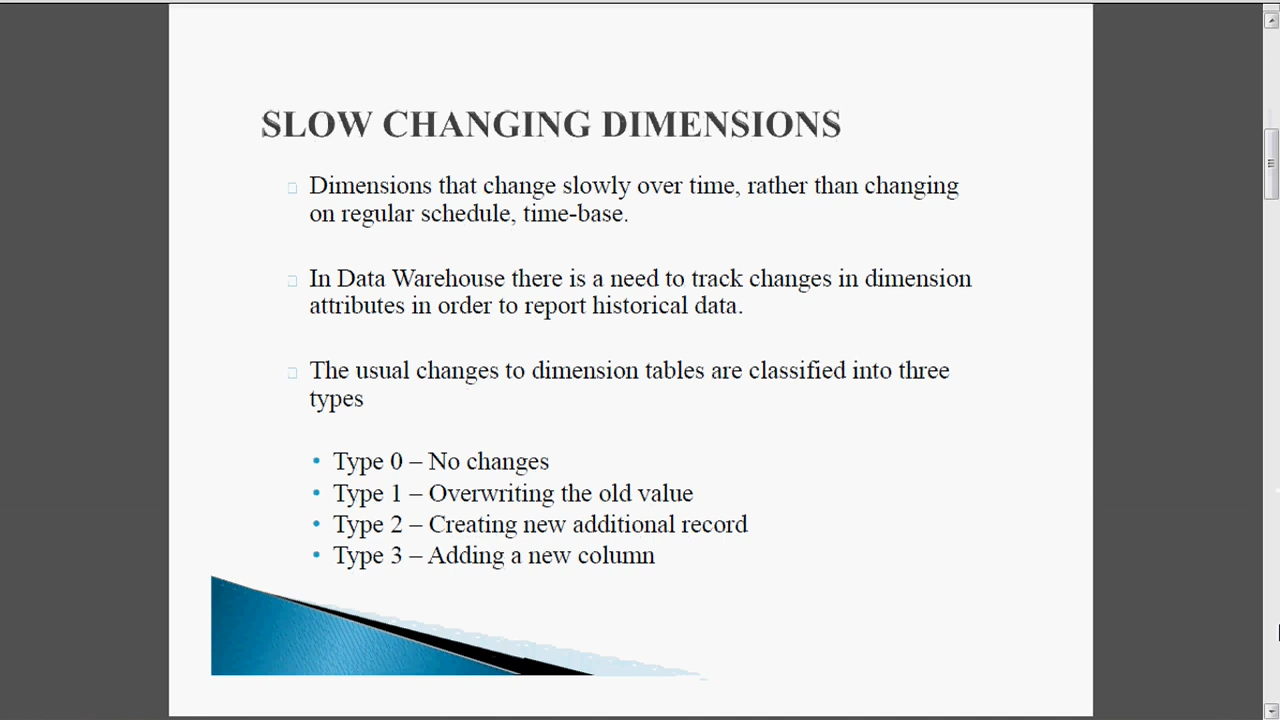 SLOW CHANGING DIMENSIONS
Dimensions that change slowly over time, rather than changing
on regular schedule, time-base.
In Data Warehouse there is a need to track changes in dimension
attributes in order to report historical data.
The usual changes to dimension tables are classified into three
types
• Type 0 – No changes
• Type 1 – Overwriting the old value
• Type 2 – Creating new additional record
• Type 3 – Adding a new column